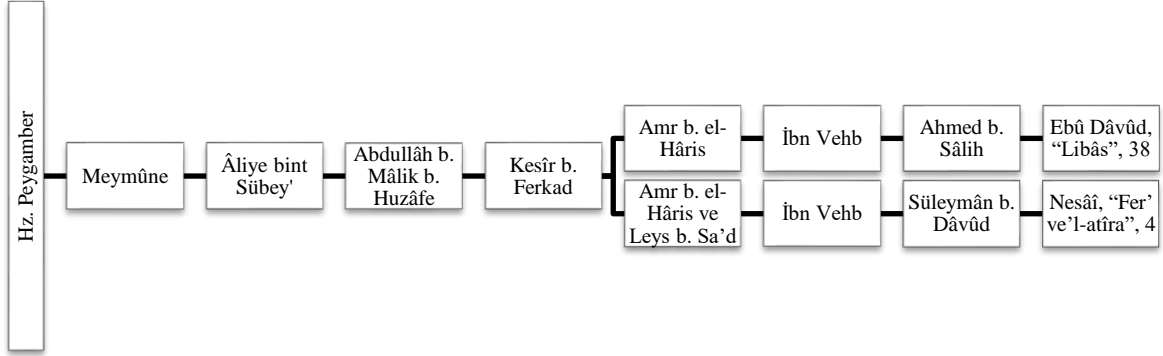 Hz. Peygamber
Meymûne
Âliye bint
Sübey'
Abdullâh b.
Mâlik b.
Huzâfe
Kesîr b.
Ferkad
Amr b. el-
Hâris
İbn Vehb
Ahmed b.
Sâlih
Ebû Dâvûd,
“Libâs”, 38
Amr b. el-
Hâris ve
Leys b. Sa’d
İbn Vehb
Süleymân b.
Dâvûd
Nesâî, “Fer’
ve’l-atîra”, 4